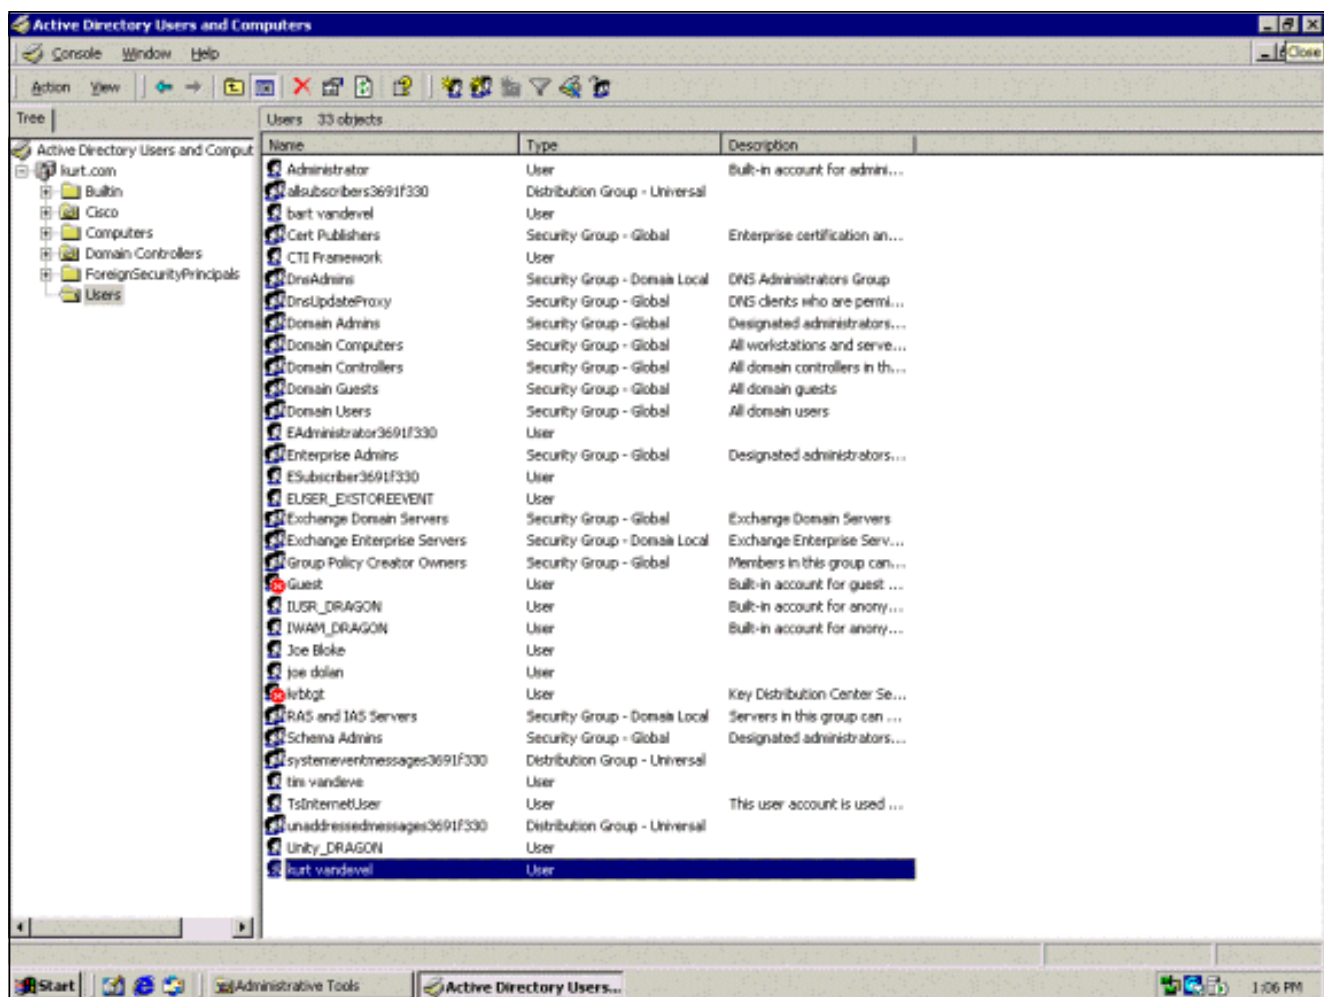 Active Directory Users and Computers
Console Window Help
Close
Action View
Tree
Users 33 objects
Active Directory Users and Comput
Name Type Description
kurt.com
Builtin
Cisco
Computers
Domain Controllers
ForeignSecurityPrincipals
Users
Administrator User Built-in account for admini...
allsubscribers3691f330 Distribution Group - Universal
bart vandevel User
Cert Publishers Security Group - Global Enterprise certification an...
CTI Framework User
DnsAdmins Security Group - Domain Local DNS Administrators Group
DnsUpdateProxy Security Group - Global DNS clients who are permi...
Domain Admins Security Group - Global Designated administrators...
Domain Computers Security Group - Global All workstations and serve...
Domain Controllers Security Group - Global All domain controllers in th...
Domain Guests Security Group - Global All domain guests
Domain Users Security Group - Global All domain users
EAdministrator3691f330 User
Enterprise Admins Security Group - Global Designated administrators...
ESubscriber3691f330 User
EUSER_EXSTOREEVENT User
Exchange Domain Servers Security Group - Global Exchange Domain Servers
Exchange Enterprise Servers Security Group - Domain Local Exchange Enterprise Serv...
Group Policy Creator Owners Security Group - Global Members in this group can...
Guest User Built-in account for guest ...
IUSR_DRAGON User Built-in account for anony...
IWAM_DRAGON User Built-in account for anony...
Joe Bloke User
joe dolan User
krbtgt User Key Distribution Center Se...
RAS and IAS Servers Security Group - Domain Local Servers in this group can ...
Schema Admins Security Group - Global Designated administrators...
systemeventmessages3691f330 Distribution Group - Universal
tim vandeve User
TsInternetUser User This user account is used ...
unaddressedmessages3691f330 Distribution Group - Universal
Unity_DRAGON User
kurt vandevel User
Start Administrative Tools Active Directory Users... 1:06 PM